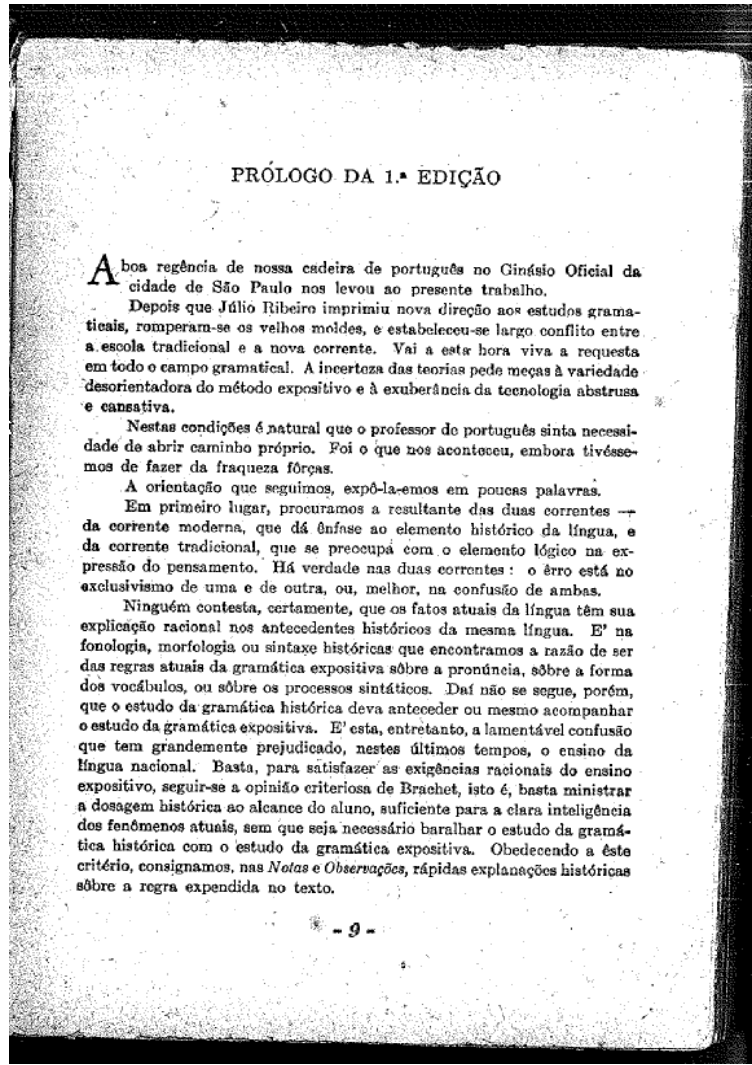 PRÓLOGO DA 1.ª EDIÇÃO
A boa regência de nossa cadeira de português no Ginásio Oficial da
cidade de São Paulo nos levou ao presente trabalho.
Depois que Júlio Ribeiro imprimiu nova direção aos estudos grama-
ticais, romperam-se os velhos moldes, e estabeleceu-se largo conflito entre
a escola tradicional e a nova corrente. Vai a esta hora viva a requesta
em todo o campo gramatical. A incerteza das teorias pede meças à variedade
desorientadora do método expositivo e à exuberância da tecnologia abstrusa
e cansativa.
Nestas condições é natural que o professor de português sinta necessi-
dade de abrir caminho próprio. Foi o que nos aconteceu, embora tivésse-
mos de fazer da fraqueza fôrças.
A orientação que seguimos, expô-la-emos em poucas palavras.
Em primeiro lugar, procuramos a resultante das duas correntes —
da corrente moderna, que dá ênfase ao elemento histórico da língua, e
da corrente tradicional, que se preocupa com o elemento lógico na ex-
pressão do pensamento. Há verdade nas duas correntes : o êrro está no
exclusivismo de uma e de outra, ou, melhor, na confusão de ambas.
Ninguém contesta, certamente, que os fatos atuais da língua têm sua
explicação racional nos antecedentes históricos da mesma língua. E' na
fonologia, morfologia ou sintaxe históricas que encontramos a razão de ser
das regras atuais da gramática expositiva sôbre a pronúncia, sôbre a forma
dos vocábulos, ou sôbre os processos sintáticos. Daí não se segue, porém,
que o estudo da gramática histórica deva anteceder ou mesmo acompanhar
o estudo da gramática expositiva. E' esta, entretanto, a lamentável confusão
que tem grandemente prejudicado, nestes últimos tempos, o ensino da
língua nacional. Basta, para satisfazer as exigências racionais do ensino
expositivo, seguir-se a opinião criteriosa de Brachet, isto é, basta ministrar
a dosagem histórica ao alcance do aluno, suficiente para a clara inteligência
dos fenômenos atuais, sem que seja necessário baralhar o estudo da gramá-
tica histórica com o estudo da gramática expositiva. Obedecendo a êste
critério, consignamos, nas Notas e Observações, rápidas explanações históricas
sôbre a regra expendida no texto.
- 9 -